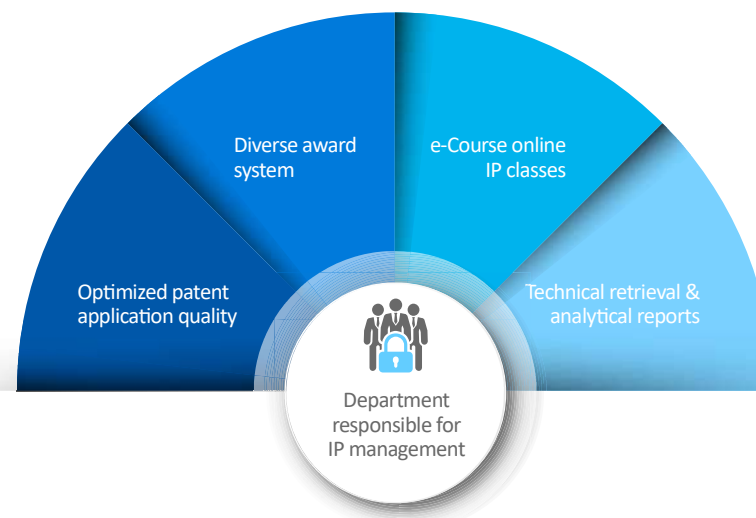 Diverse award
system
e-Course online
IP classes
Optimized patent
application quality
Technical retrieval &
analytical reports
Department
responsible for
IP management